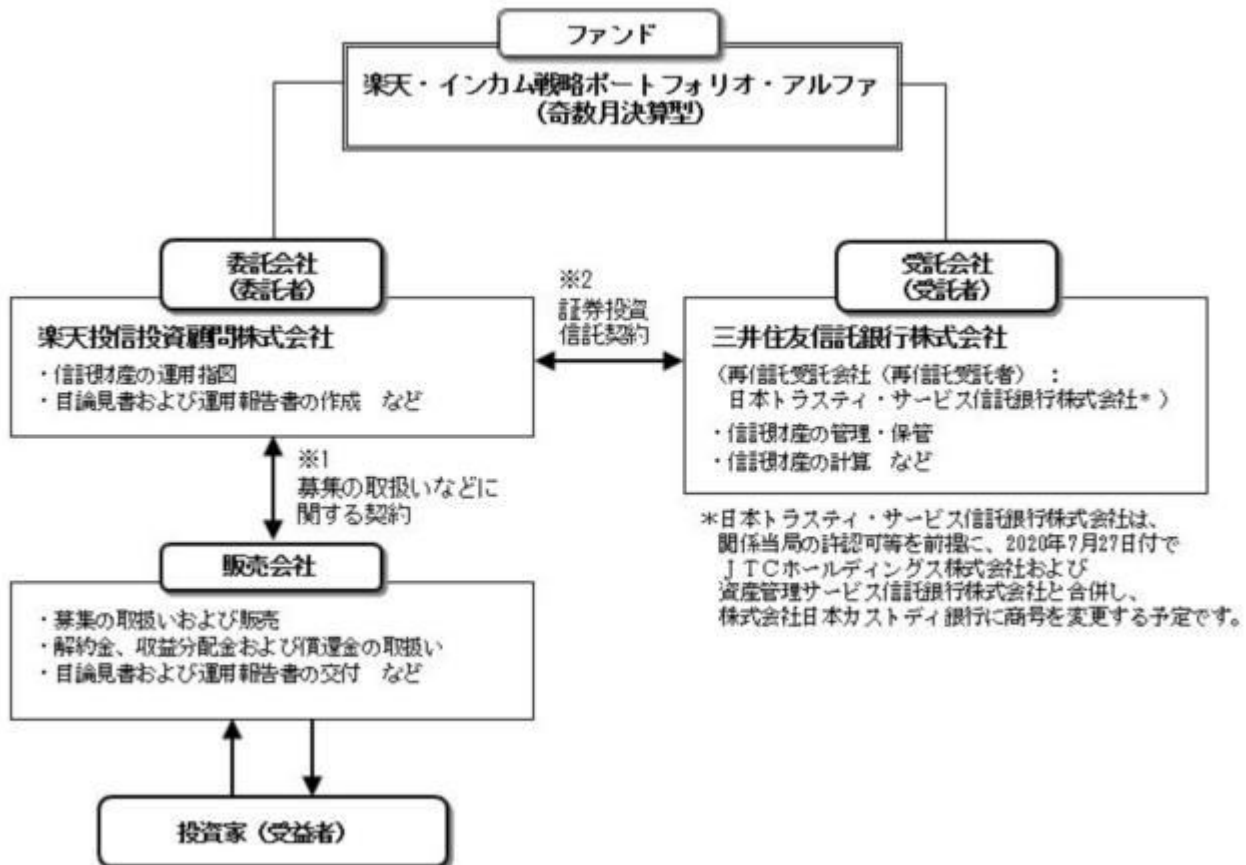 ファンド
楽天・インカム戦略ポートフォリオ・アルファ
(奇数月決算型)
委託会社
(委託者)
楽天投信投資顧問株式会社
・信託財産の運用指図
・目論見書および運用報告書の作成 など
※2
証券投資
信託契約
受託会社
(受託者)
三井住友信託銀行株式会社
(再信託受託会社(再信託受託者) :
日本トラスティ・サービス信託銀行株式会社*)
・信託財産の管理・保管
・信託財産の計算 など
*日本トラスティ・サービス信託銀行株式会社は、
関係当局の許認可等を前提に、2020年7月27日付で
JTCホールディングス株式会社および
資産管理サービス信託銀行株式会社と合併し、
株式会社日本カストディ銀行に商号を変更する予定です。
※1
募集の取扱いなどに
関する契約
販売会社
・募集の取扱いおよび販売
・解約金、収益分配金および償還金の取扱い
・目論見書および運用報告書の交付 など
投資家(受益者)